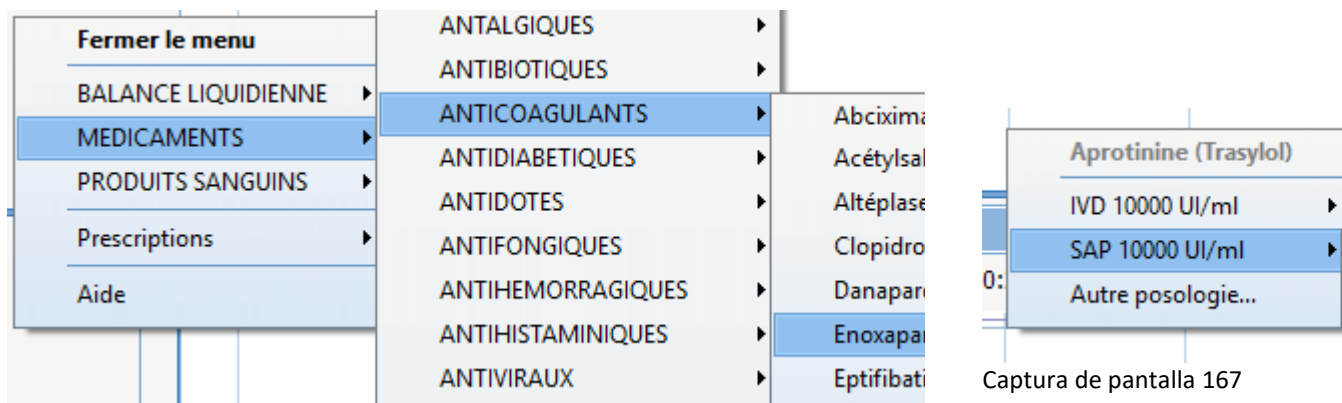 Fermer le menu
BALANCE LIQUIDIENNE
MEDICAMENTS
PRODUITS SANGUINS
Prescriptions
Aide
ANTALGIQUES
ANTIBIOTIQUES
ANTICOAGULANTS
ANTIDIABETIQUES
ANTIDOTES
ANTIFONGIQUES
ANTIHEMORRAGIQUES
ANTIHISTAMINIQUES
ANTIVIRAUX
Abcixima
Acétylsal
Altéplase
Clopidro
Danapar
Enoxapar
Eptifibati
Aprotinine (Trasylol)
IVD 10000 UI/ml
SAP 10000 UI/ml
0:
Autre posologie...
Captura de pantalla 167